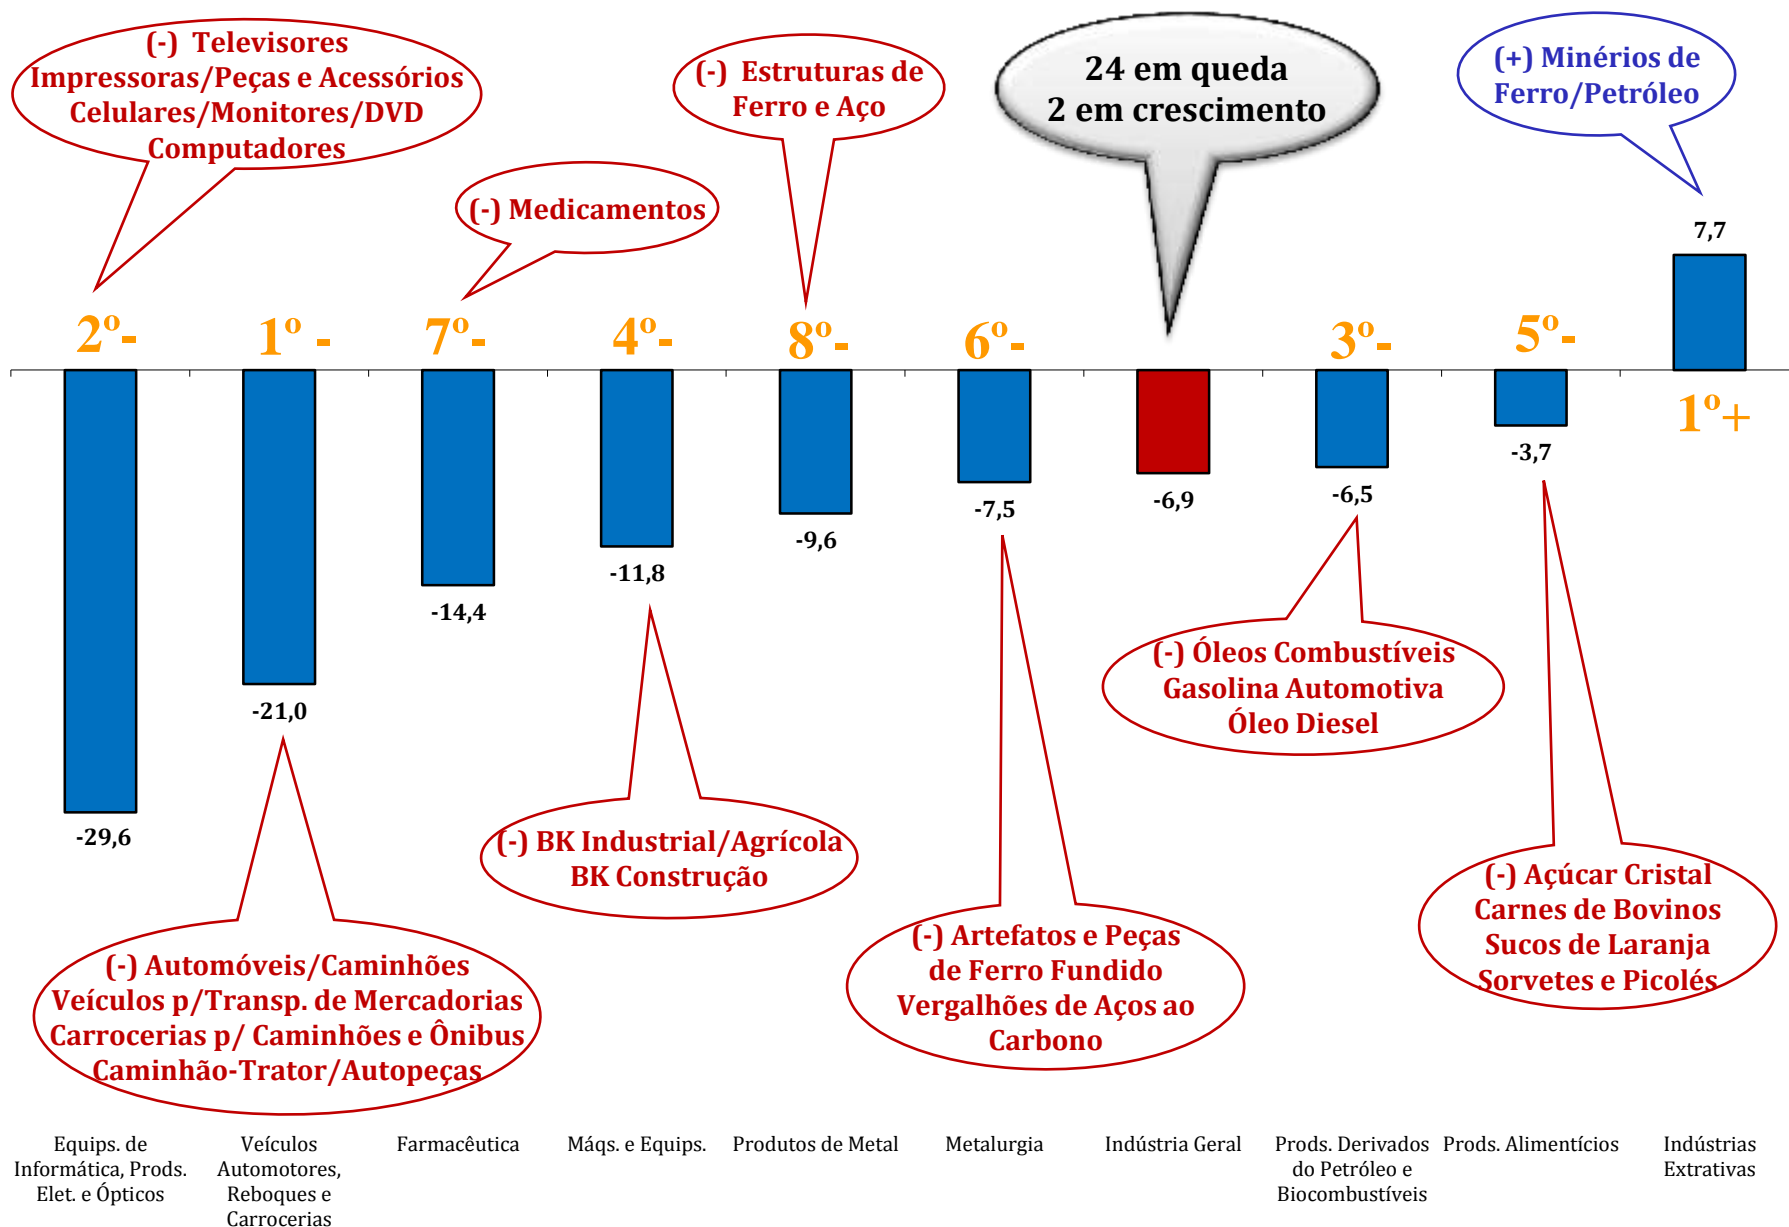 (-) Televisores
Impressoras/Peças e Acessórios
Celulares/Monitores/DVD
Computadores
(-) Estruturas de
Ferro e Aço
24 em queda
2 em crescimento
(+) Minérios de
Ferro/Petróleo
(-) Medicamentos
7,7
2º-
1º -
7º-
4º-
8º-
6º-
3º-
5º-
1º+
-29,6
-21,0
-14,4
-11,8
-9,6
-7,5
-6,9
-6,5
-3,7
(-) Óleos Combustíveis
Gasolina Automotiva
Óleo Diesel
(-) BK Industrial/Agrícola
BK Construção
(-) Açúcar Cristal
Carnes de Bovinos
Sucos de Laranja
Sorvetes e Picolés
(-) Artefatos e Peças
de Ferro Fundido
Vergalhões de Aços ao
Carbono
(-) Automóveis/Caminhões
Veículos p/Transp. de Mercadorias
Carrocerias p/ Caminhões e Ônibus
Caminhão-Trator/Autopeças
Equips. de
Informática, Prods.
Elet. e Ópticos
Veículos
Automotores,
Reboques e
Carrocerias
Farmacêutica
Máqs. e Equips.
Produtos de Metal
Metalurgia
Indústria Geral
Prods. Derivados
do Petróleo e
Biocombustíveis
Prods. Alimentícios
Indústrias
Extrativas